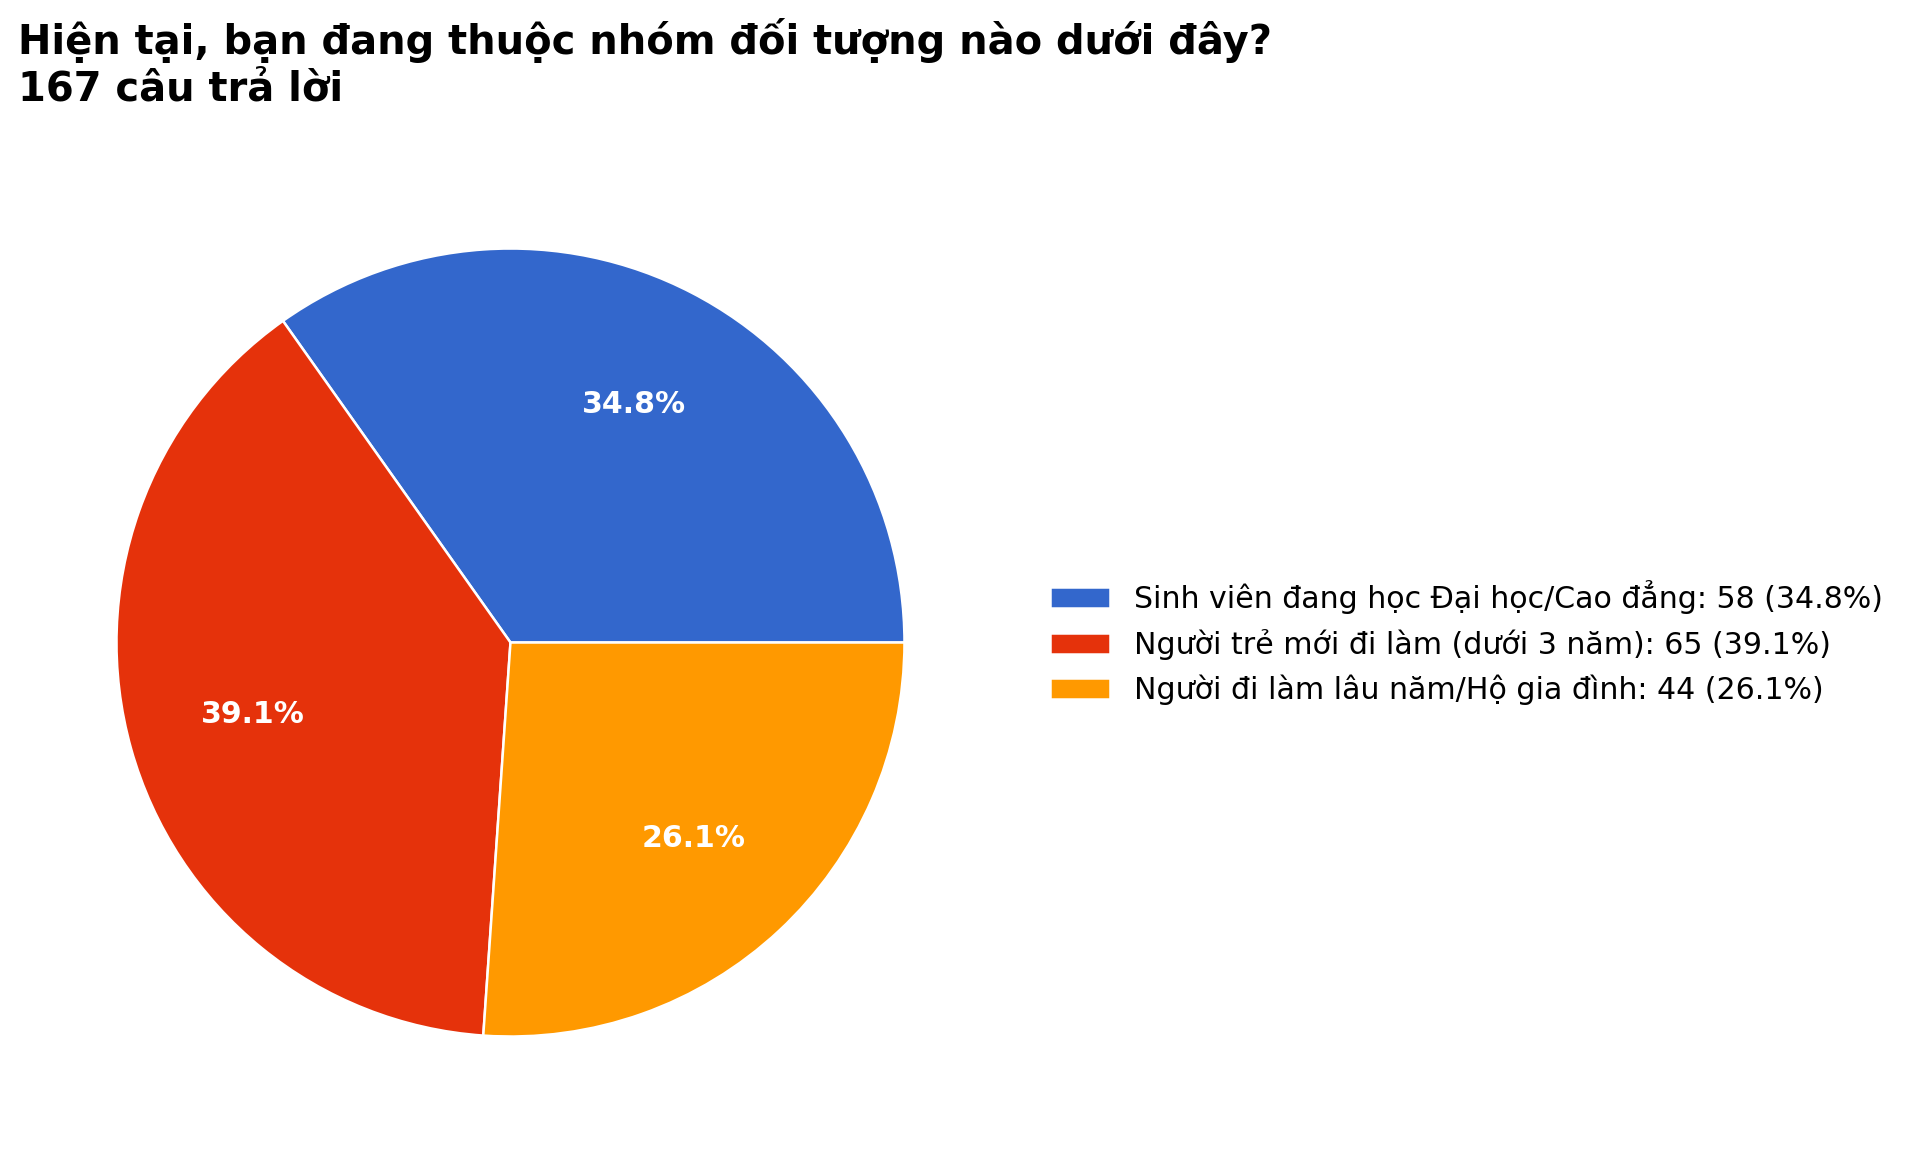 Hiện tại, bạn đang thuộc nhóm đối tượng nào dưới đây?
167 câu trả lời
34.8%
39.1%
26.1%
Sinh viên đang học Đại học/Cao đẳng: 58 (34.8%)
Người trẻ mới đi làm (dưới 3 năm): 65 (39.1%)
Người đi làm lâu năm/Hộ gia đình: 44 (26.1%)